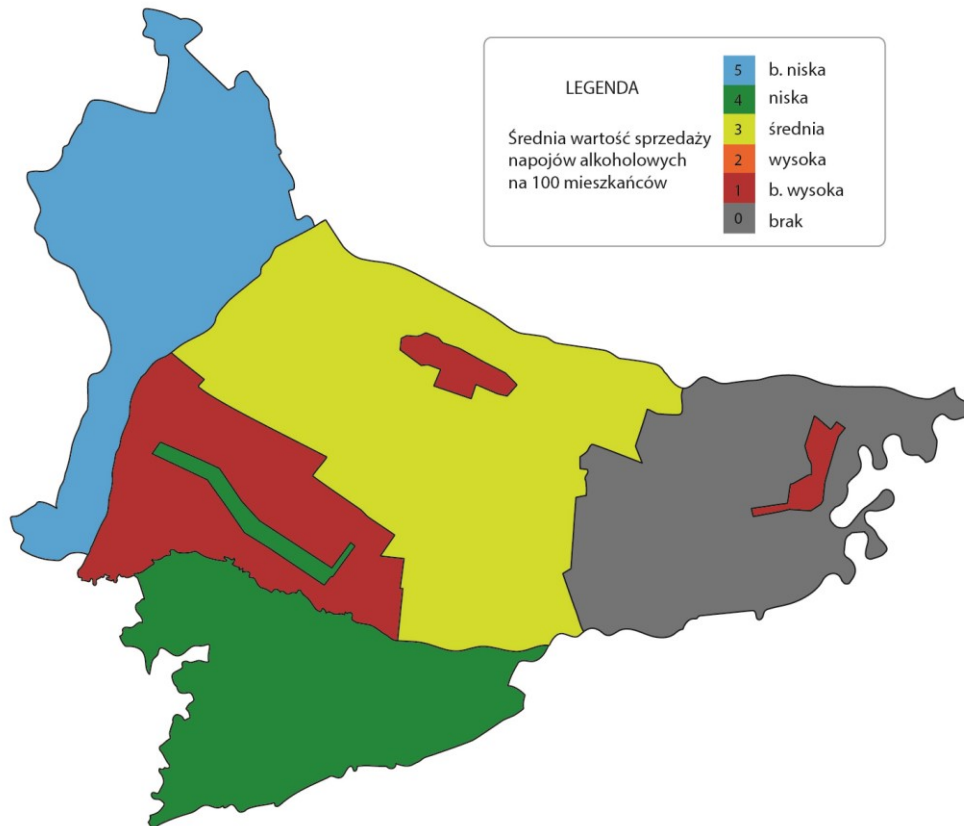 LEGENDA
Średnia wartość sprzedaży
napojów alkoholowych
na 100 mieszkańców
5 b. niska
4 niska
3 średnia
2 wysoka
1 b. wysoka
0 brak